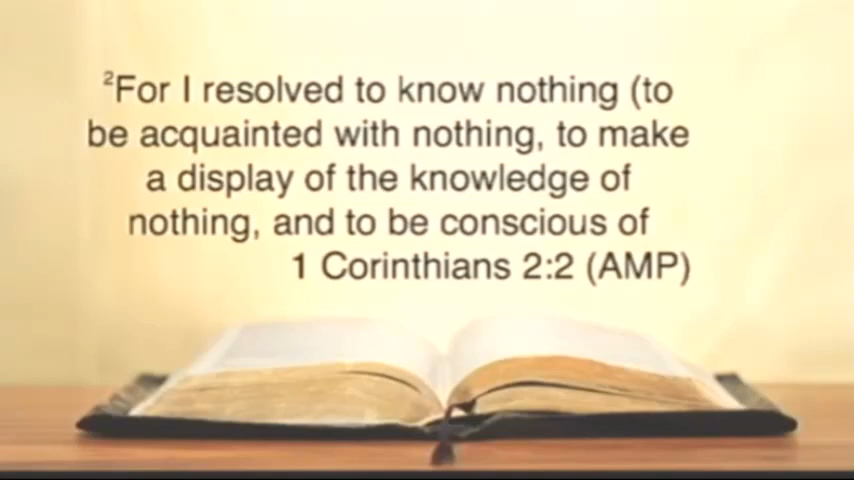 ²For I resolved to know nothing (to
be acquainted with nothing, to make
a display of the knowledge of
nothing, and to be conscious of
1 Corinthians 2:2 (AMP)